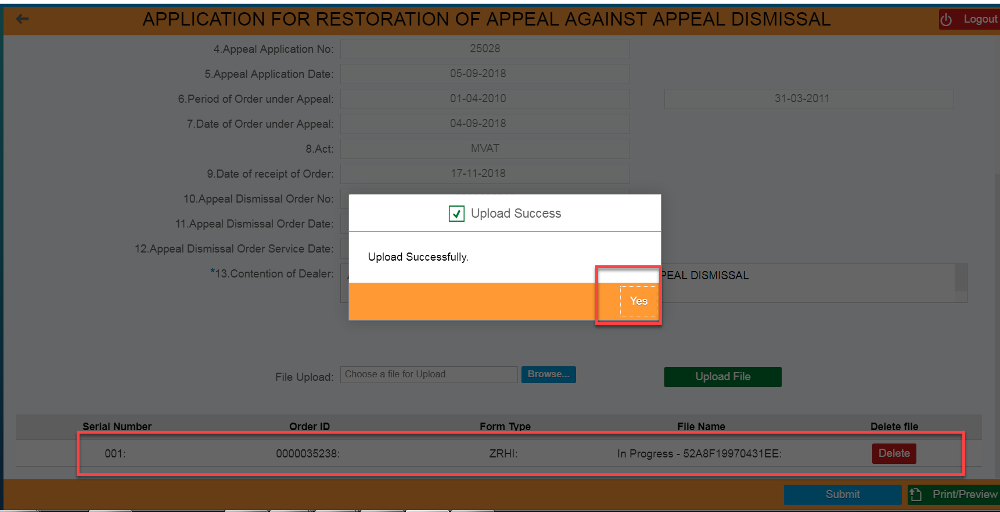 APPLICATION FOR RESTORATION OF APPEAL AGAINST APPEAL DISMISSAL
Logout
4.Appeal Application No: 25028
5.Appeal Application Date: 05-09-2018
6.Period of Order under Appeal: 01-04-2010 31-03-2011
7.Date of Order under Appeal: 04-09-2018
8.Act: MVAT
9.Date of receipt of Order: 17-11-2018
10.Appeal Dismissal Order No:
11.Appeal Dismissal Order Date:
12.Appeal Dismissal Order Service Date:
*13.Contention of Dealer: PEAL DISMISSAL
Upload Success
Upload Successfully.
Yes
File Upload: Choose a file for Upload... Browse... Upload File
Serial Number Order ID Form Type File Name Delete file
001: 0000035238: ZRHI: In Progress - 52A8F19970431EE: Delete
Submit Print/Preview